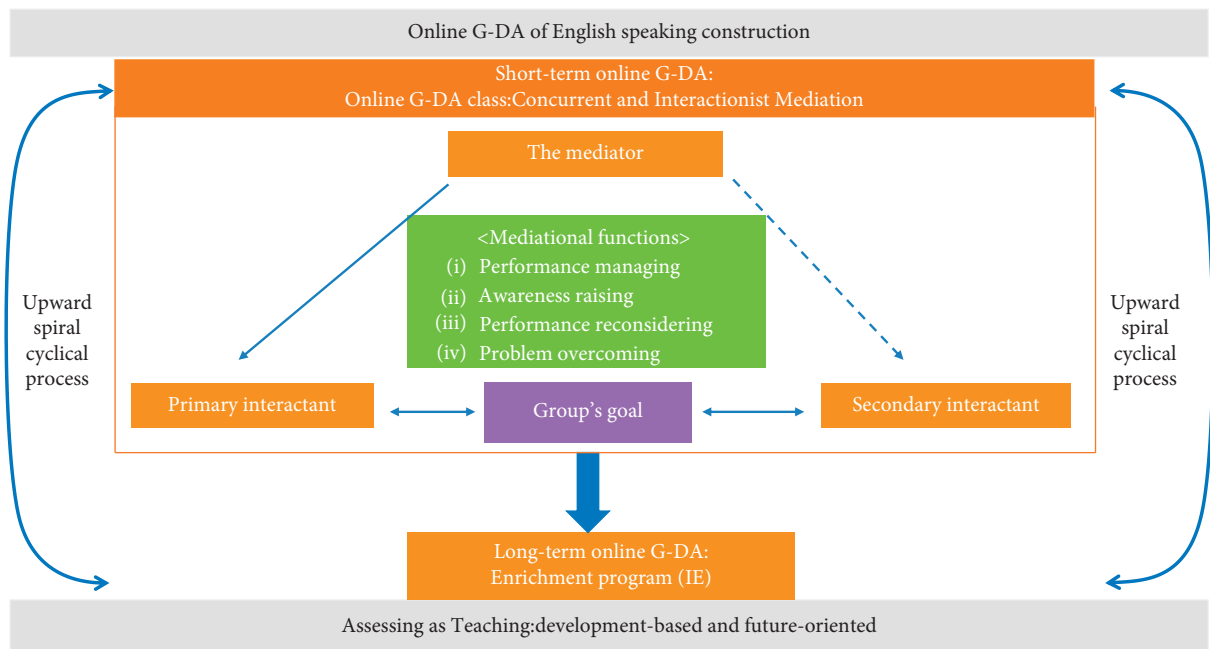 Online G-DA of English speaking construction
Short-term online G-DA:
Online G-DA class:Concurrent and Interactionist Mediation
The mediator
<Mediational functions>
(i) Performance managing
(ii) Awareness raising
(iii) Performance reconsidering
(iv) Problem overcoming
Upward
spiral
cyclical
process
Upward
spiral
cyclical
process
Primary interactant
Group's goal
Secondary interactant
Long-term online G-DA:
Enrichment program (IE)
Assessing as Teaching:development-based and future-oriented